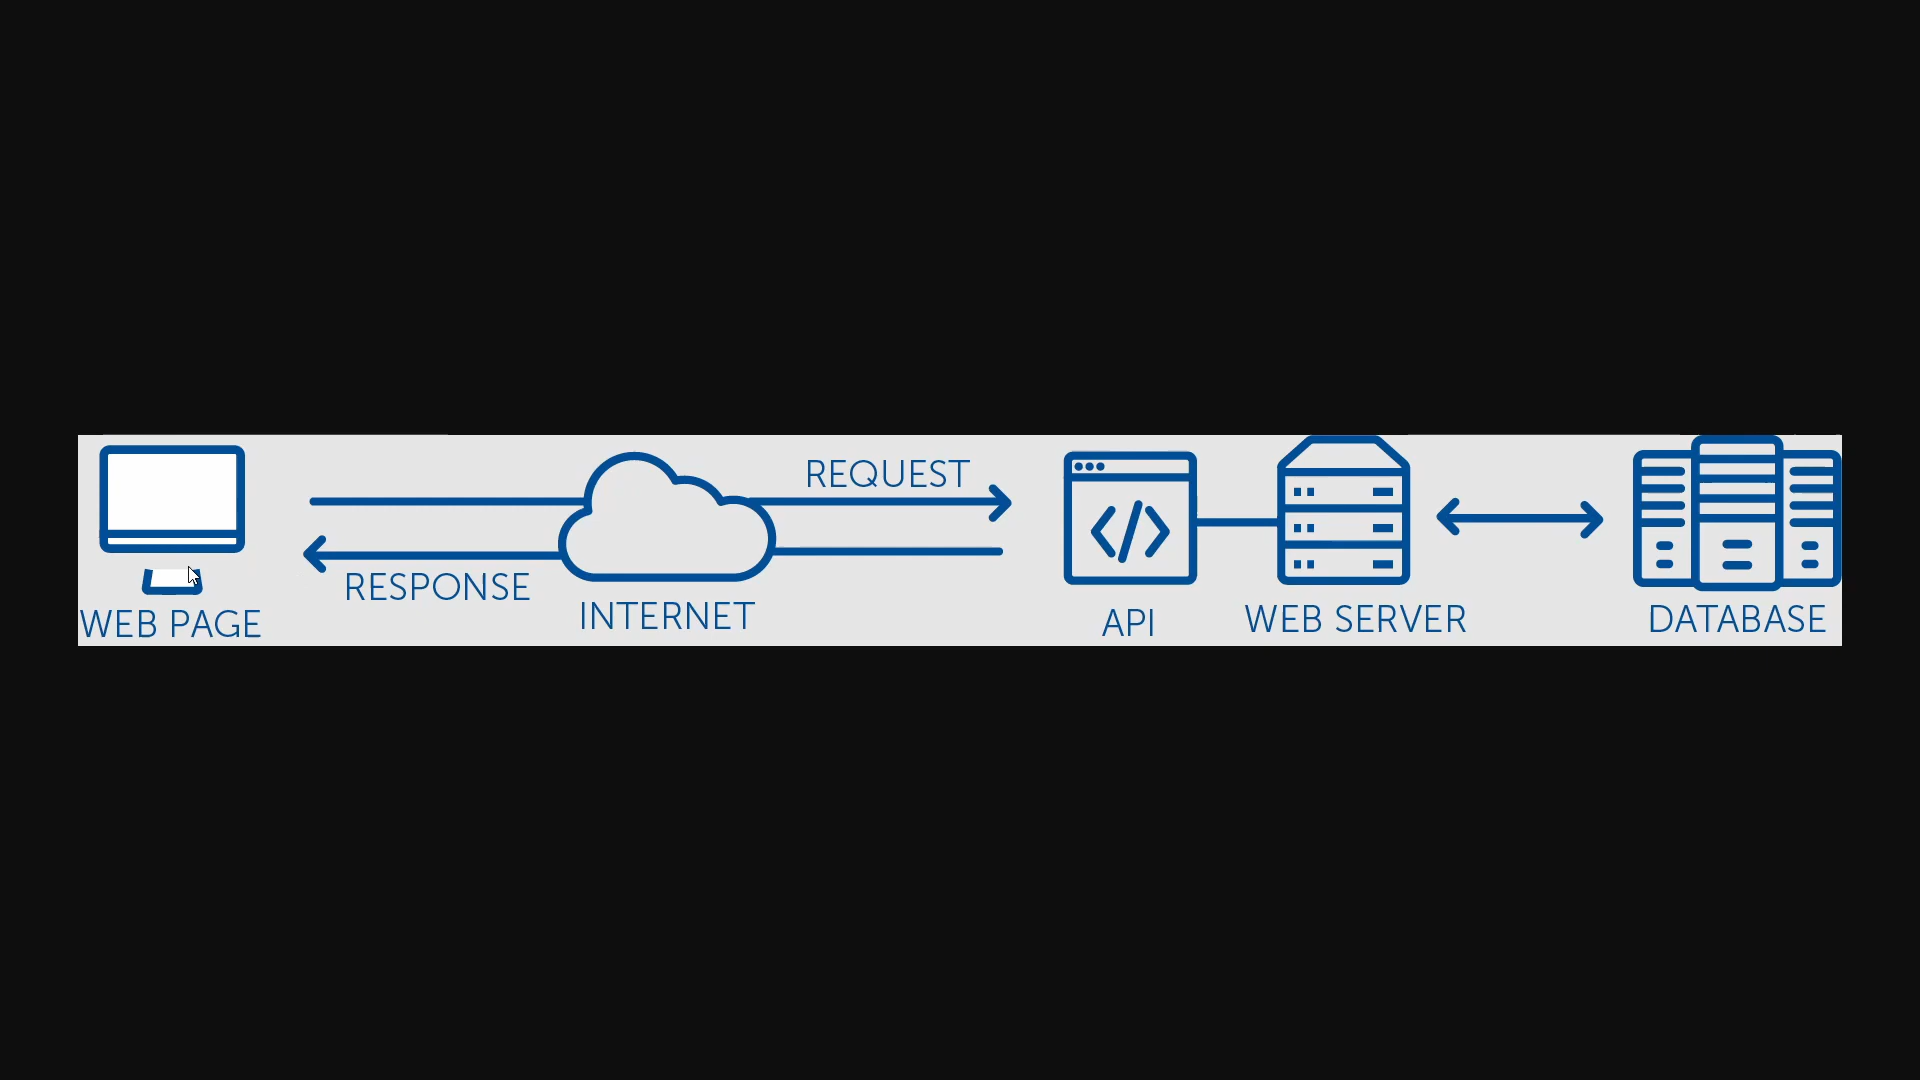 REQUEST
RESPONSE
WEB PAGE
INTERNET
API
WEB SERVER
DATABASE